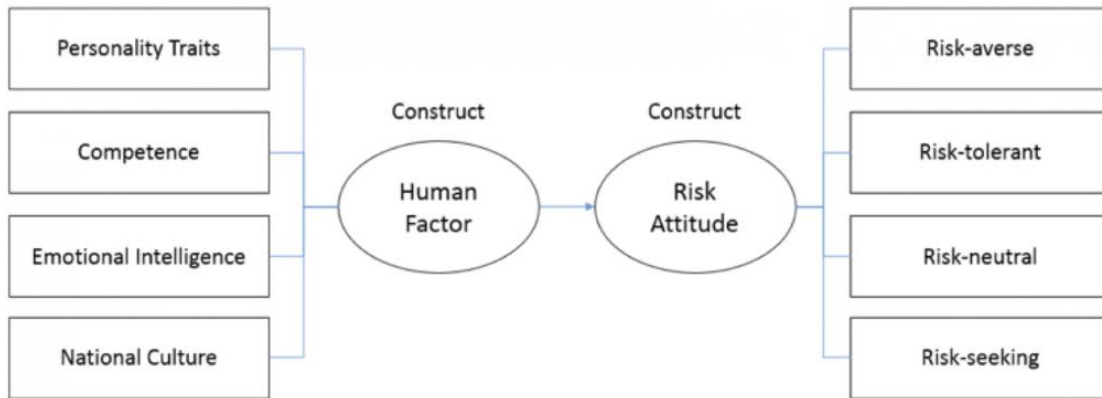 Personality Traits
Competence
Emotional Intelligence
National Culture
Construct
Human
Factor
Construct
Risk
Attitude
Risk-averse
Risk-tolerant
Risk-neutral
Risk-seeking